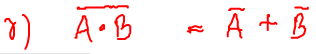 γ) $\overline{A \cdot B} = \bar{A} + \bar{B}$